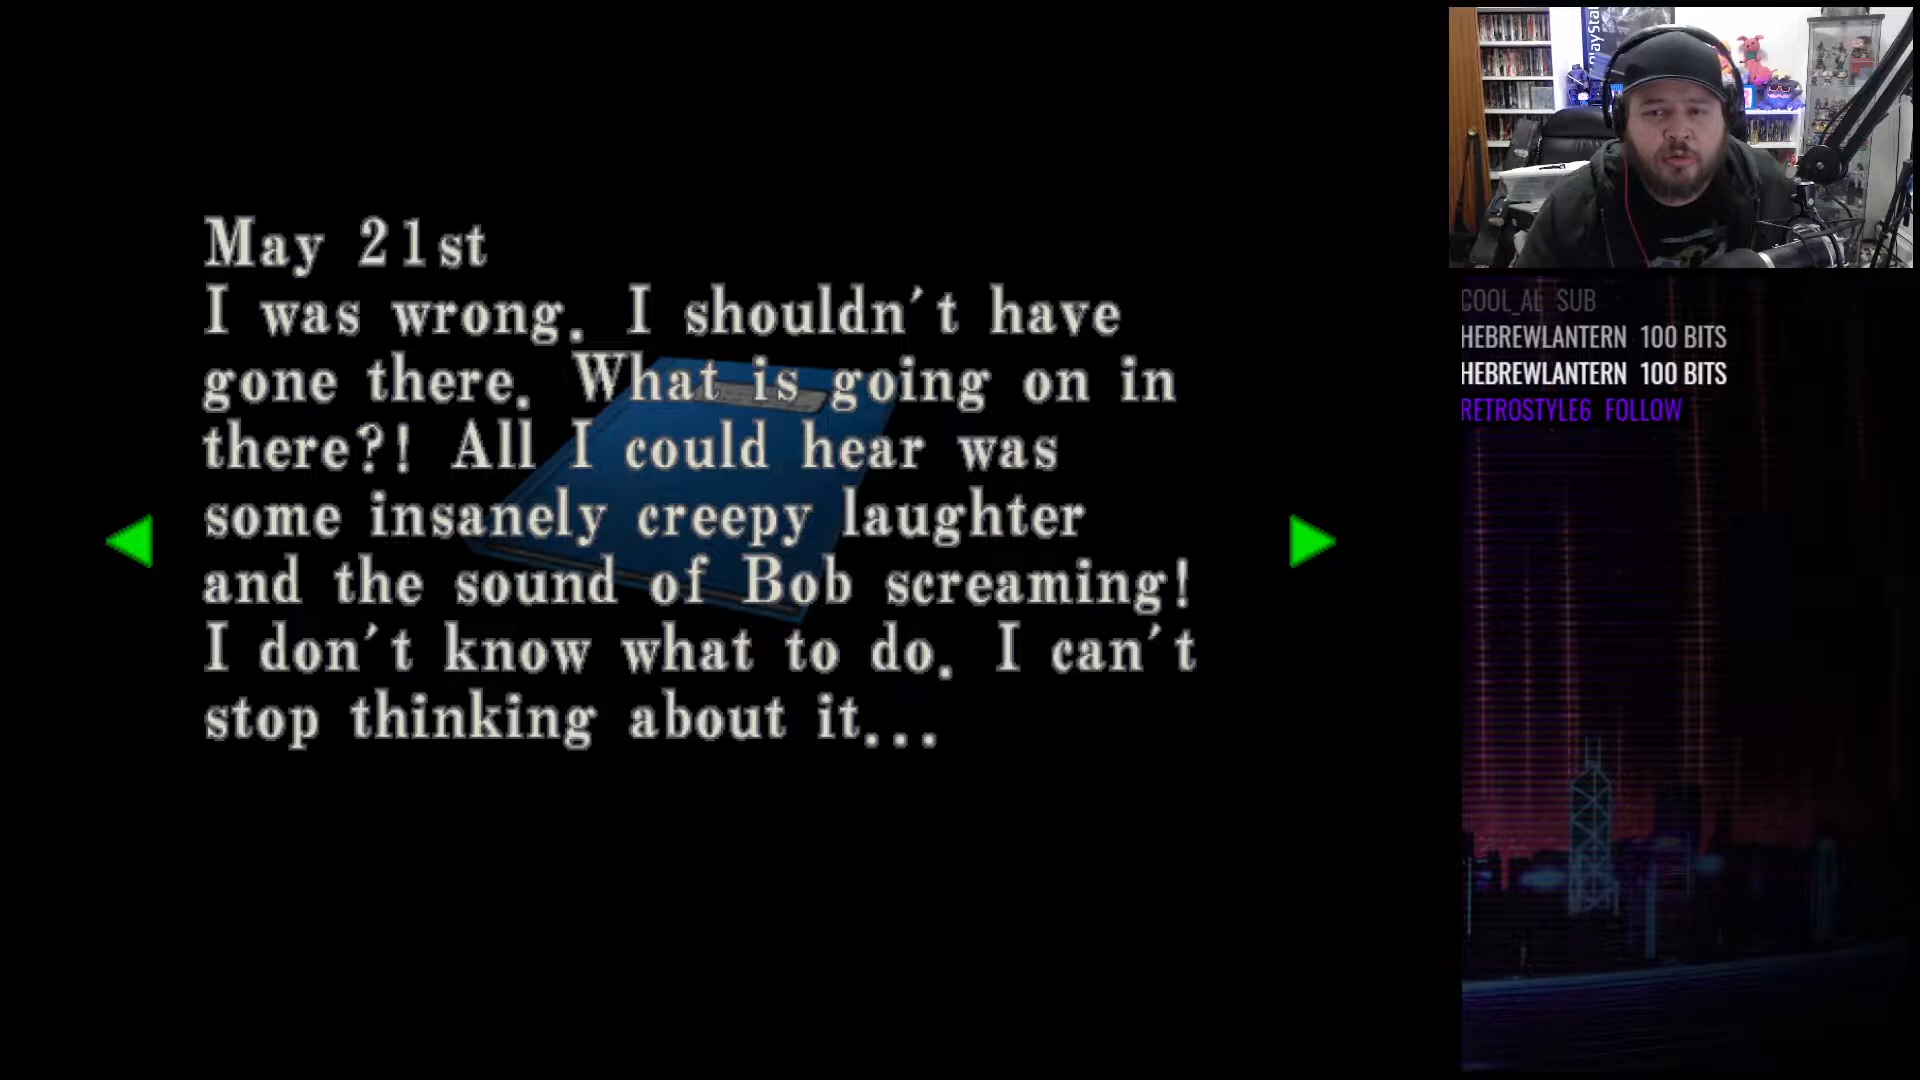 May 21st
I was wrong. I shouldn't have
gone there. What is going on in
there?! All I could hear was
some insanely creepy laughter
and the sound of Bob screaming!
I don't know what to do. I can't
stop thinking about it...
COOL_AL SUB
HEBREWLANTERN 100 BITS
HEBREWLANTERN 100 BITS
RETROSTYLE6 FOLLOW
PlayStat